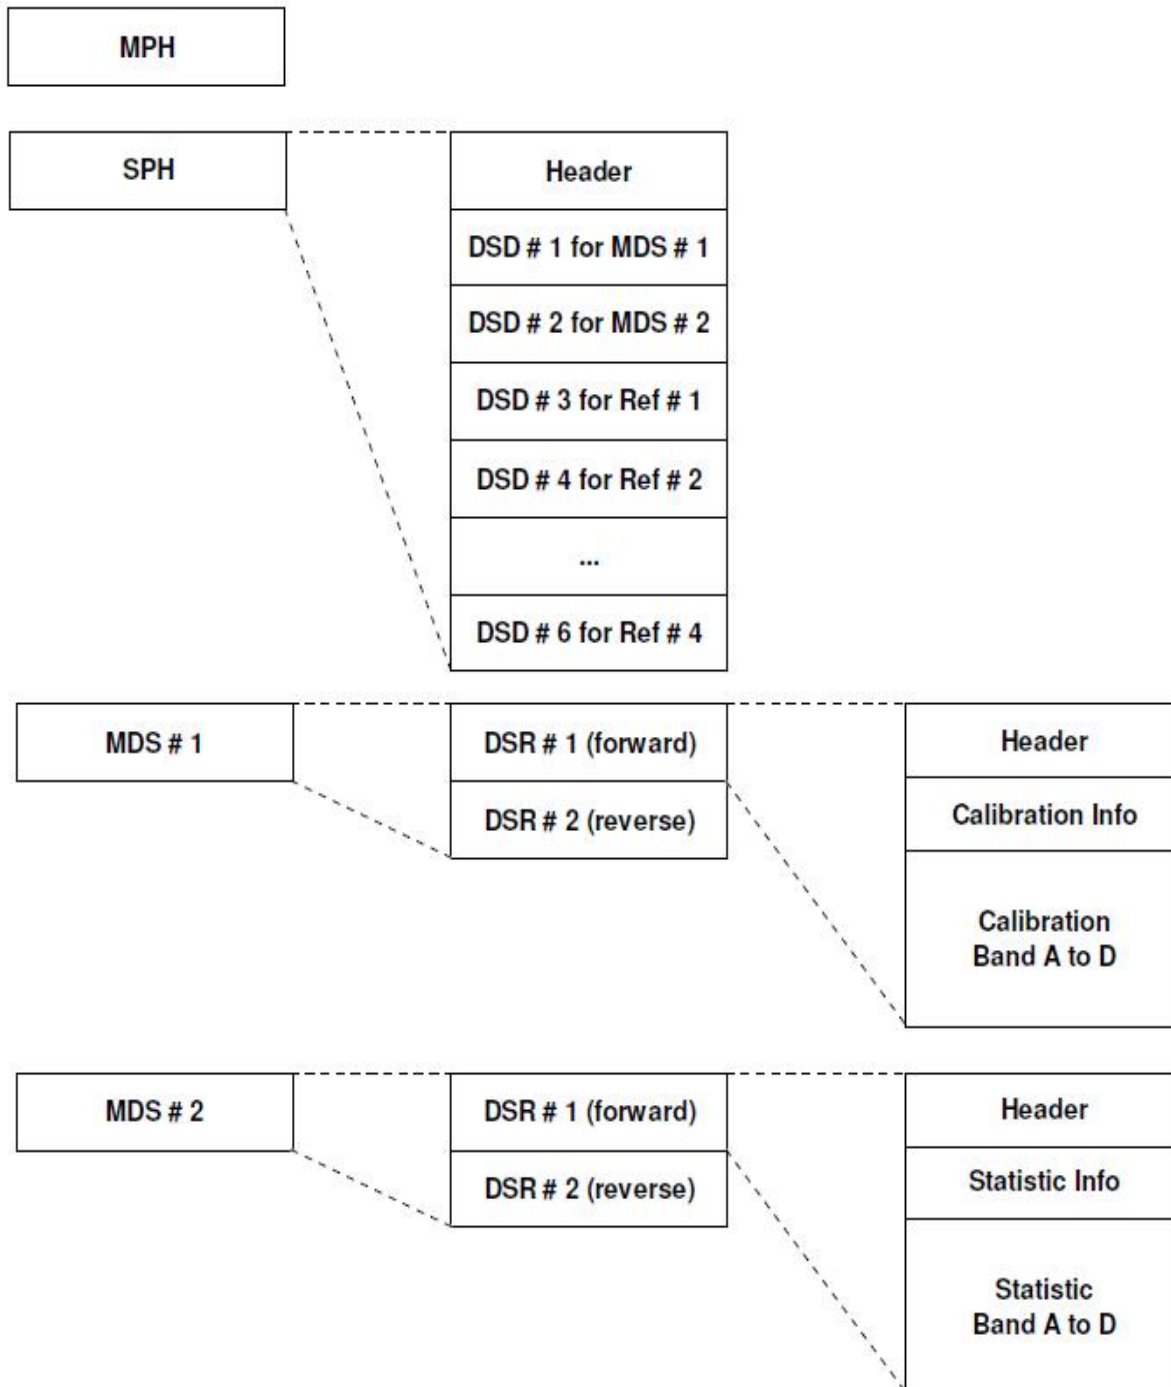 MPH
SPH
Header
DSD # 1 for MDS # 1
DSD # 2 for MDS # 2
DSD # 3 for Ref # 1
DSD # 4 for Ref # 2
...
DSD # 6 for Ref # 4
MDS # 1
DSR # 1 (forward)
DSR # 2 (reverse)
Header
Calibration Info
Calibration
Band A to D
MDS # 2
DSR # 1 (forward)
DSR # 2 (reverse)
Header
Statistic Info
Statistic
Band A to D